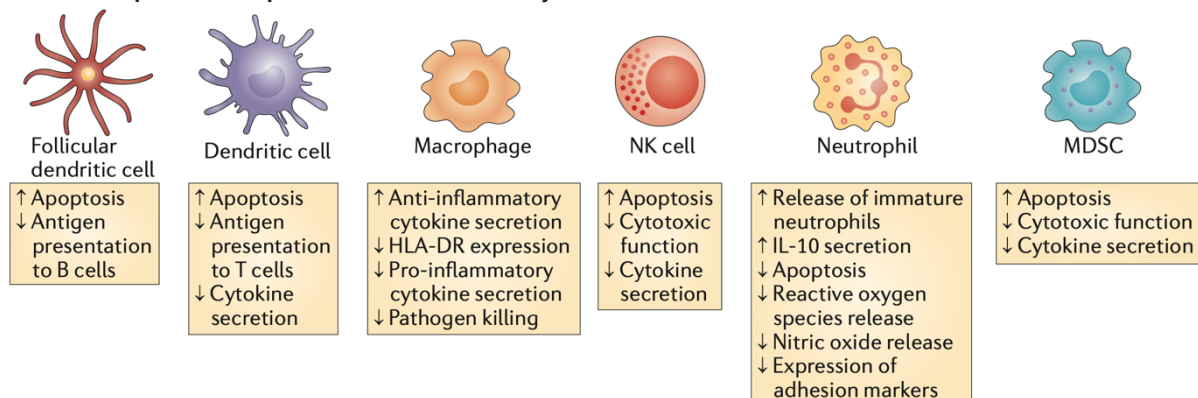 Follicular
dendritic cell
↑ Apoptosis
↓ Antigen
presentation
to B cells
Dendritic cell
↑ Apoptosis
↓ Antigen
presentation
to T cells
↓ Cytokine
secretion
Macrophage
↑ Anti-inflammatory
cytokine secretion
↓ HLA-DR expression
↓ Pro-inflammatory
cytokine secretion
↓ Pathogen killing
NK cell
↑ Apoptosis
↓ Cytotoxic
function
↓ Cytokine
secretion
Neutrophil
↑ Release of immature
neutrophils
↑ IL-10 secretion
↓ Apoptosis
↓ Reactive oxygen
species release
↓ Nitric oxide release
↓ Expression of
adhesion markers
MDSC
↑ Apoptosis
↓ Cytotoxic function
↓ Cytokine secretion